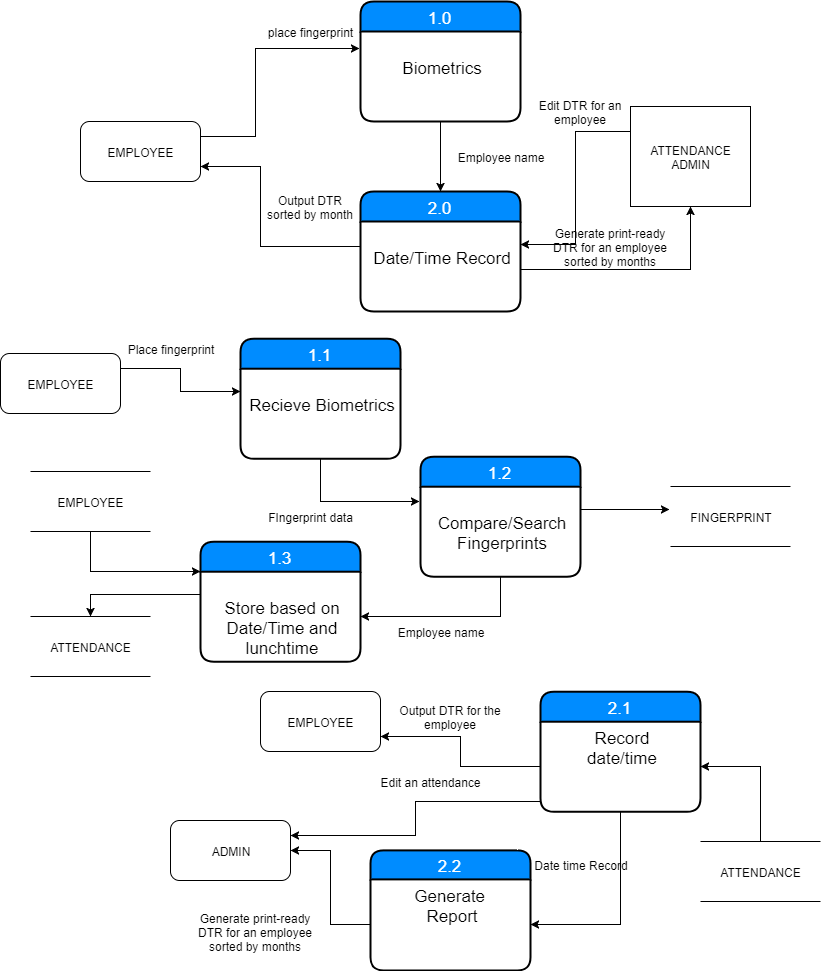 1.0
place fingerprint
Biometrics
Edit DTR for an
employee
EMPLOYEE
ATTENDANCE
ADMIN
Employee name
2.0
Output DTR
sorted by month
Generate print-ready
DTR for an employee
sorted by months
Date/Time Record
1.1
Place fingerprint
EMPLOYEE
Recieve Biometrics
1.2
EMPLOYEE
FIngerprint data
Compare/Search
Fingerprints
FINGERPRINT
1.3
Store based on
Date/Time and
lunchtime
Employee name
ATTENDANCE
2.1
EMPLOYEE
Output DTR for the
employee
Record
date/time
Edit an attendance
ADMIN
2.2
Date time Record
ATTENDANCE
Generate
Report
Generate print-ready
DTR for an employee
sorted by months